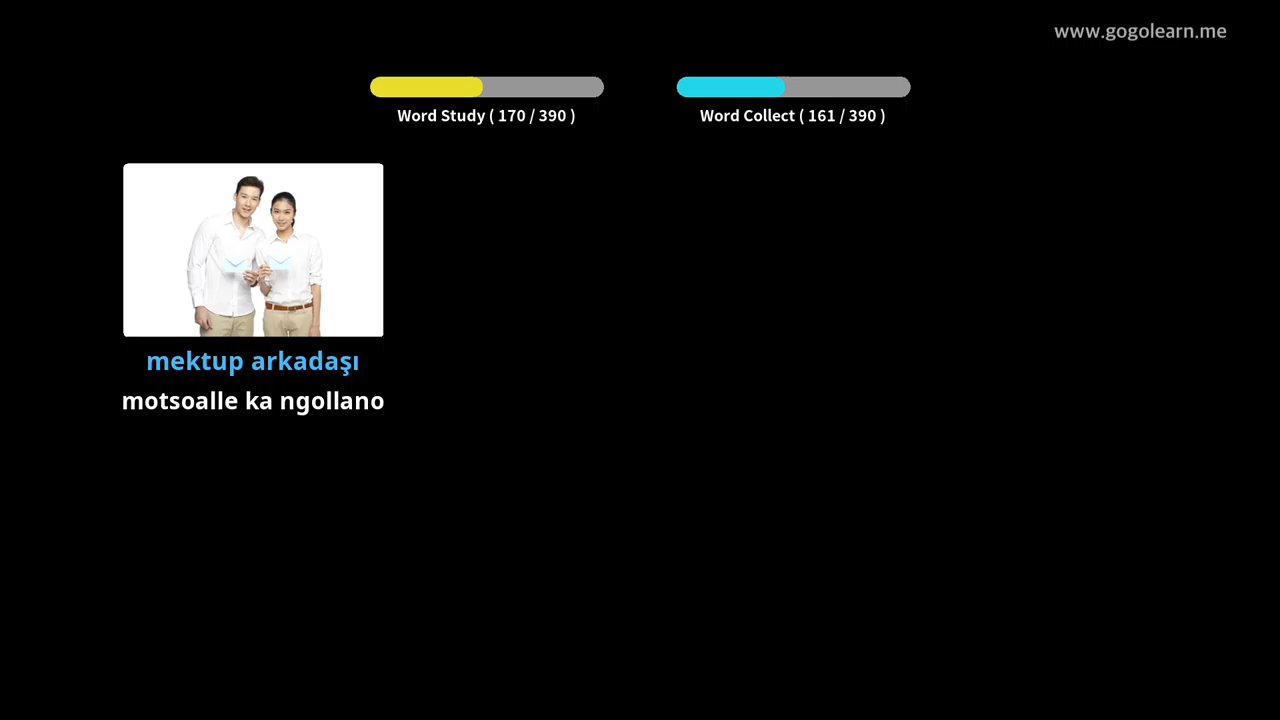 www.gogolearn.me
Word Study ( 170 / 390 )
Word Collect ( 161 / 390 )
mektup arkadaşı
motsoalle ka ngollano